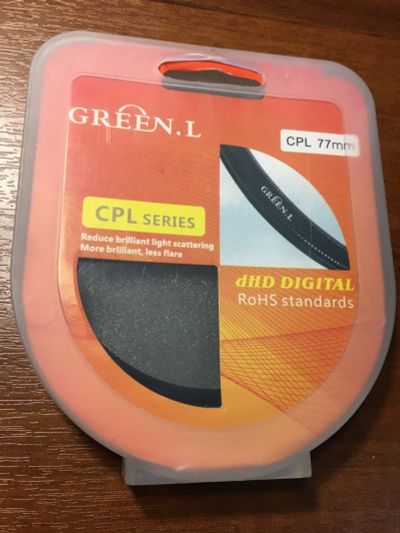 GREEN.L
CPL 77mm
GREEN.L
CPL SERIES
Reduce brilliant light scattering
More brilliant, less flare
dHD DIGITAL
RoHS standards